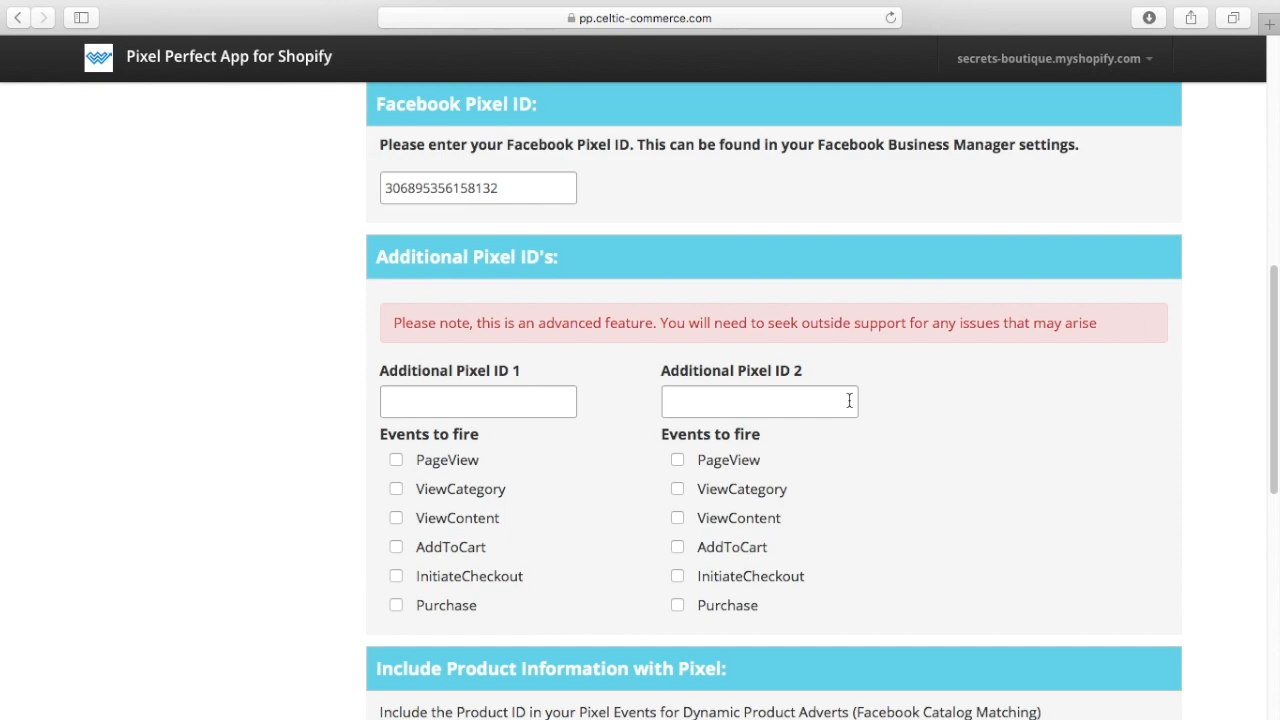 pp.celtic-commerce.com
Pixel Perfect App for Shopify
secrets-boutique.myshopify.com
Facebook Pixel ID:
Please enter your Facebook Pixel ID. This can be found in your Facebook Business Manager settings.
306895356158132
Additional Pixel ID's:
Please note, this is an advanced feature. You will need to seek outside support for any issues that may arise
Additional Pixel ID 1 Additional Pixel ID 2
Events to fire Events to fire
PageView PageView
ViewCategory ViewCategory
ViewContent ViewContent
AddToCart AddToCart
InitiateCheckout InitiateCheckout
Purchase Purchase
Include Product Information with Pixel:
Include the Product ID in your Pixel Events for Dynamic Product Adverts (Facebook Catalog Matching)